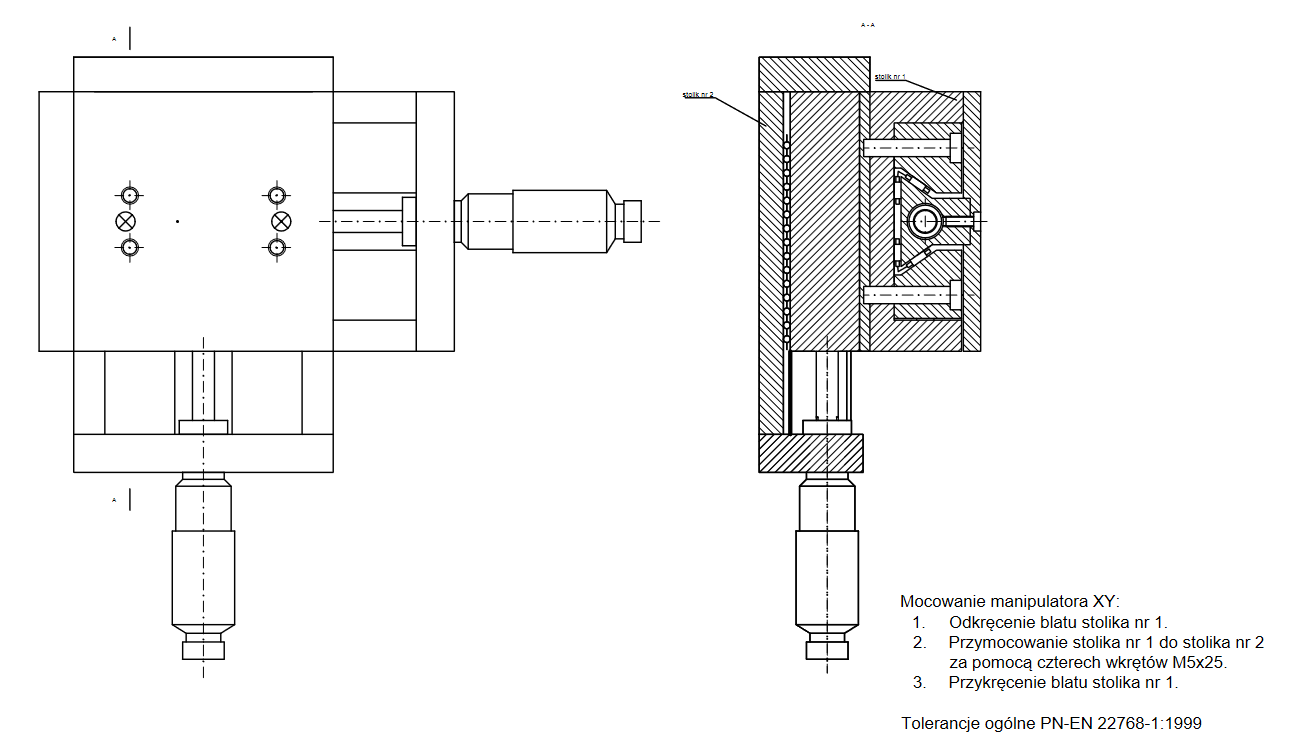 A
A - A
stolik nr 1
stolik nr 2
A
Mocowanie manipulatora XY:
1. Odkręcenie blatu stolika nr 1.
2. Przymocowanie stolika nr 1 do stolika nr 2
za pomocą czterech wkrętów M5x25.
3. Przykręcenie blatu stolika nr 1.
Tolerancje ogólne PN-EN 22768-1:1999